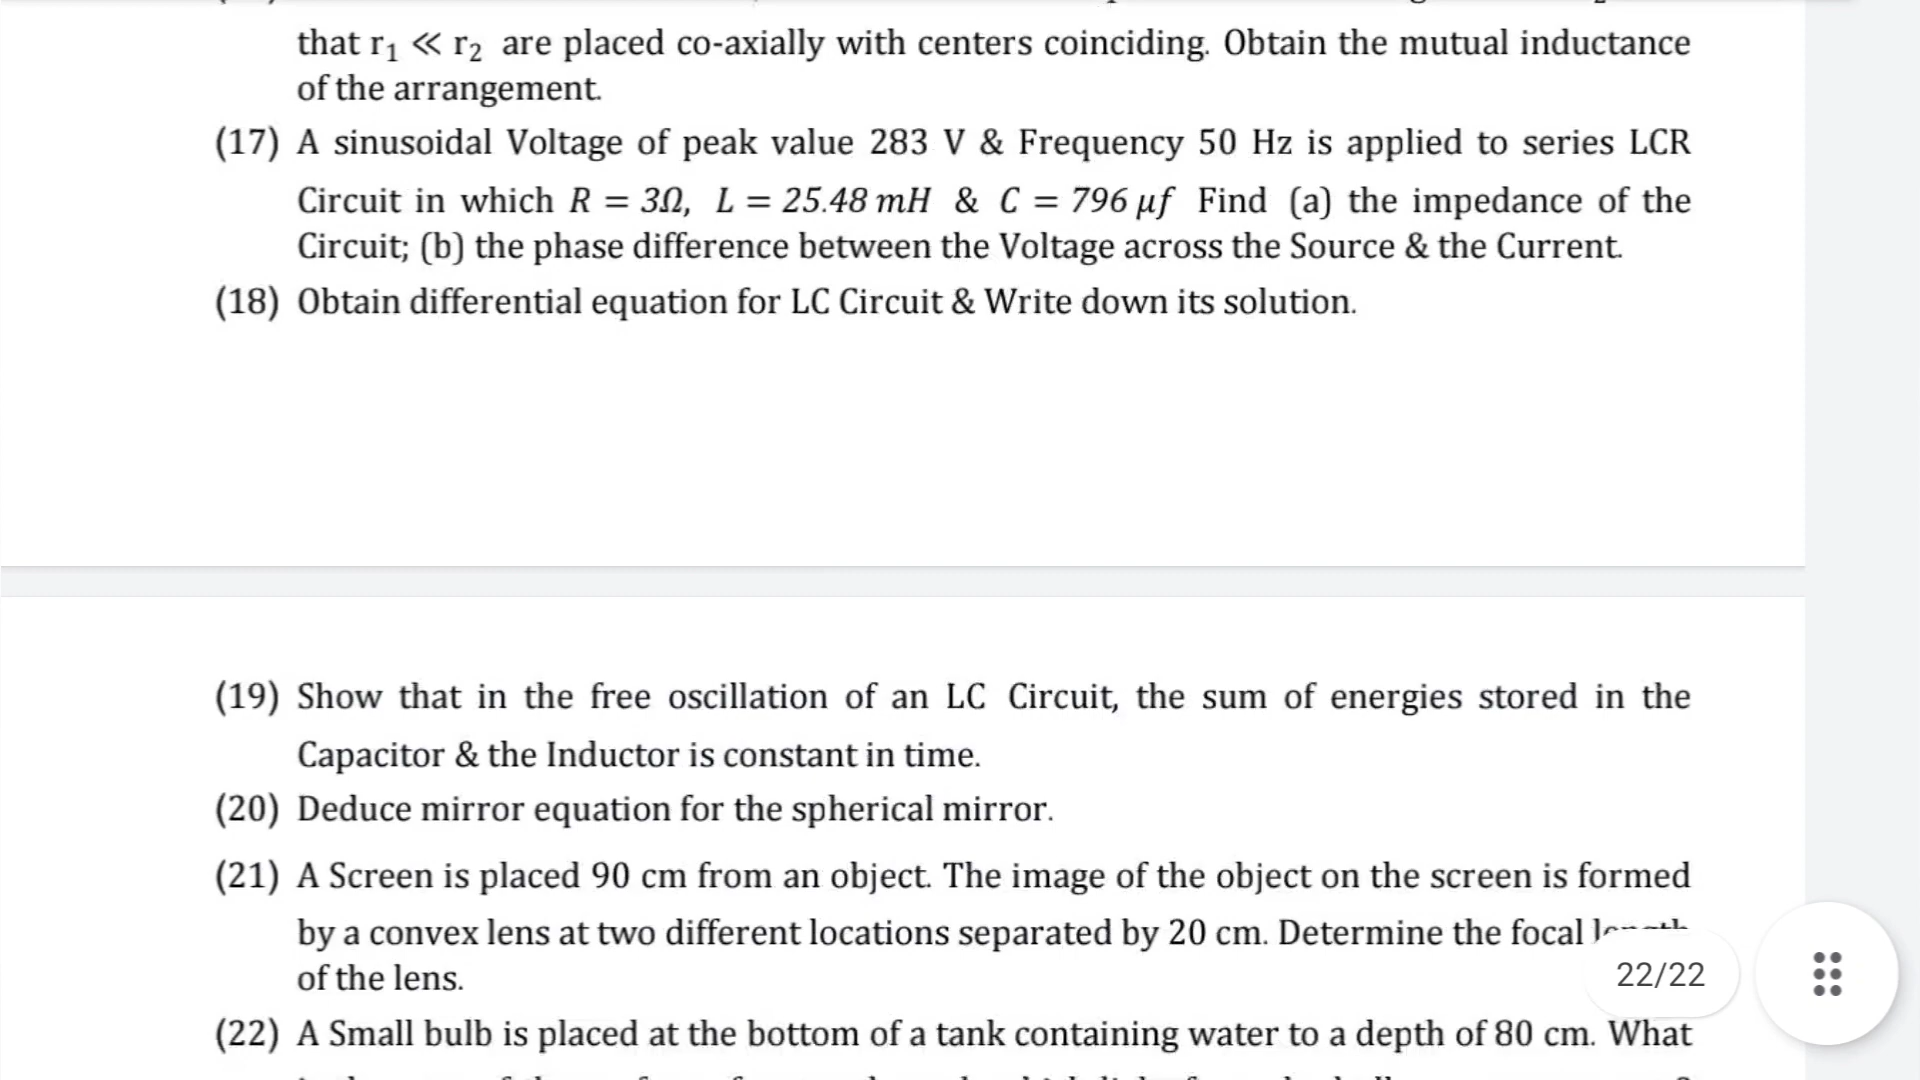 that r₁ ≪ r₂ are placed co-axially with centers coinciding. Obtain the mutual inductance
of the arrangement.
(17) A sinusoidal Voltage of peak value 283 V & Frequency 50 Hz is applied to series LCR
Circuit in which R = 3Ω, L = 25.48 mH & C = 796 μf Find (a) the impedance of the
Circuit; (b) the phase difference between the Voltage across the Source & the Current.
(18) Obtain differential equation for LC Circuit & Write down its solution.
(19) Show that in the free oscillation of an LC Circuit, the sum of energies stored in the
Capacitor & the Inductor is constant in time.
(20) Deduce mirror equation for the spherical mirror.
(21) A Screen is placed 90 cm from an object. The image of the object on the screen is formed
by a convex lens at two different locations separated by 20 cm. Determine the focal length
of the lens.
22/22
(22) A Small bulb is placed at the bottom of a tank containing water to a depth of 80 cm. What